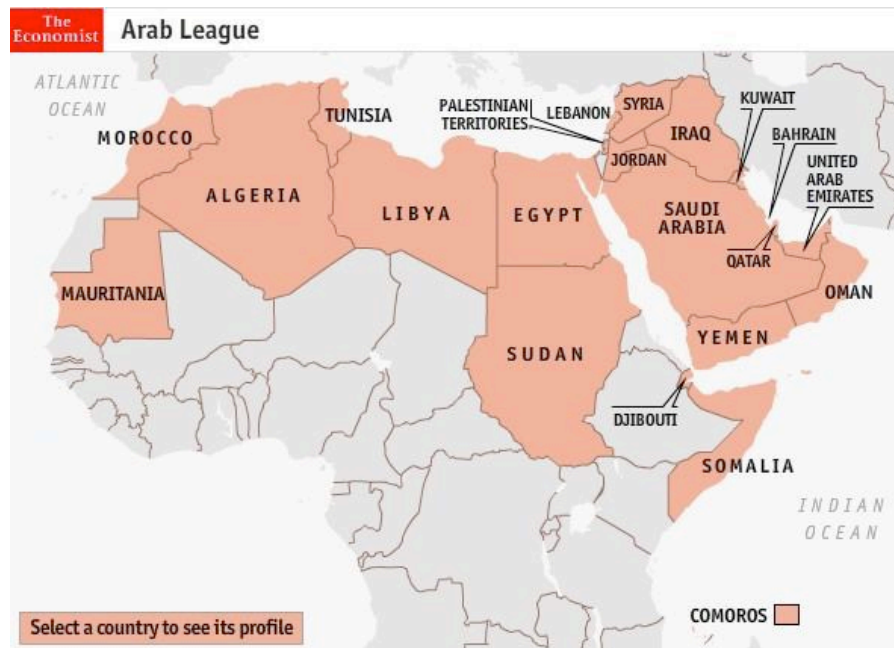 The
Economist
Arab League
ATLANTIC
OCEAN
MOROCCO
ALGERIA
TUNISIA
LIBYA
EGYPT
PALESTINIAN
TERRITORIES
LEBANON
SYRIA
JORDAN
IRAQ
KUWAIT
BAHRAIN
UNITED
ARAB
EMIRATES
SAUDI
ARABIA
QATAR
OMAN
YEMEN
MAURITANIA
SUDAN
DJIBOUTI
SOMALIA
INDIAN
OCEAN
COMOROS
Select a country to see its profile